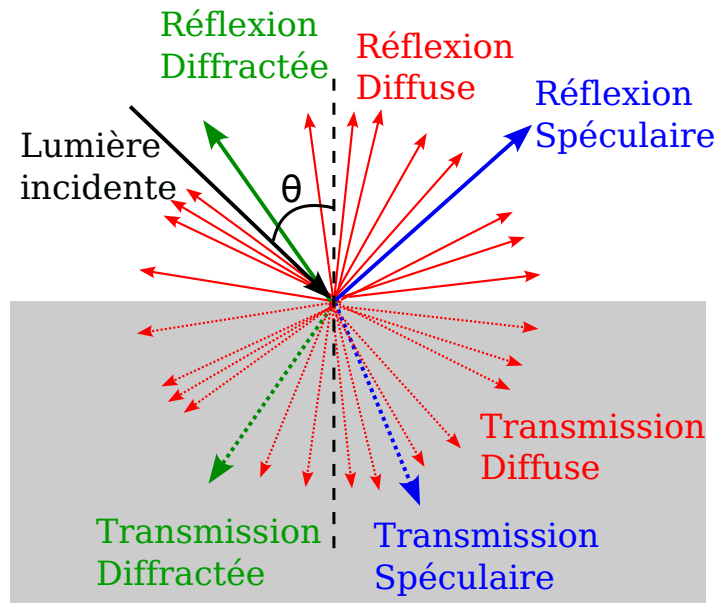 Réflexion
Diffractée
Réflexion
Diffuse
Réflexion
Spéculaire
Lumière
incidente
θ
Transmission
Diffuse
Transmission
Diffractée
Transmission
Spéculaire